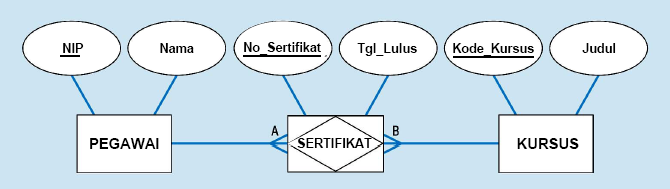 NIP
Nama
No_Sertifikat
Tgl_Lulus
Kode_Kursus
Judul
A
B
PEGAWAI
SERTIFIKAT
KURSUS